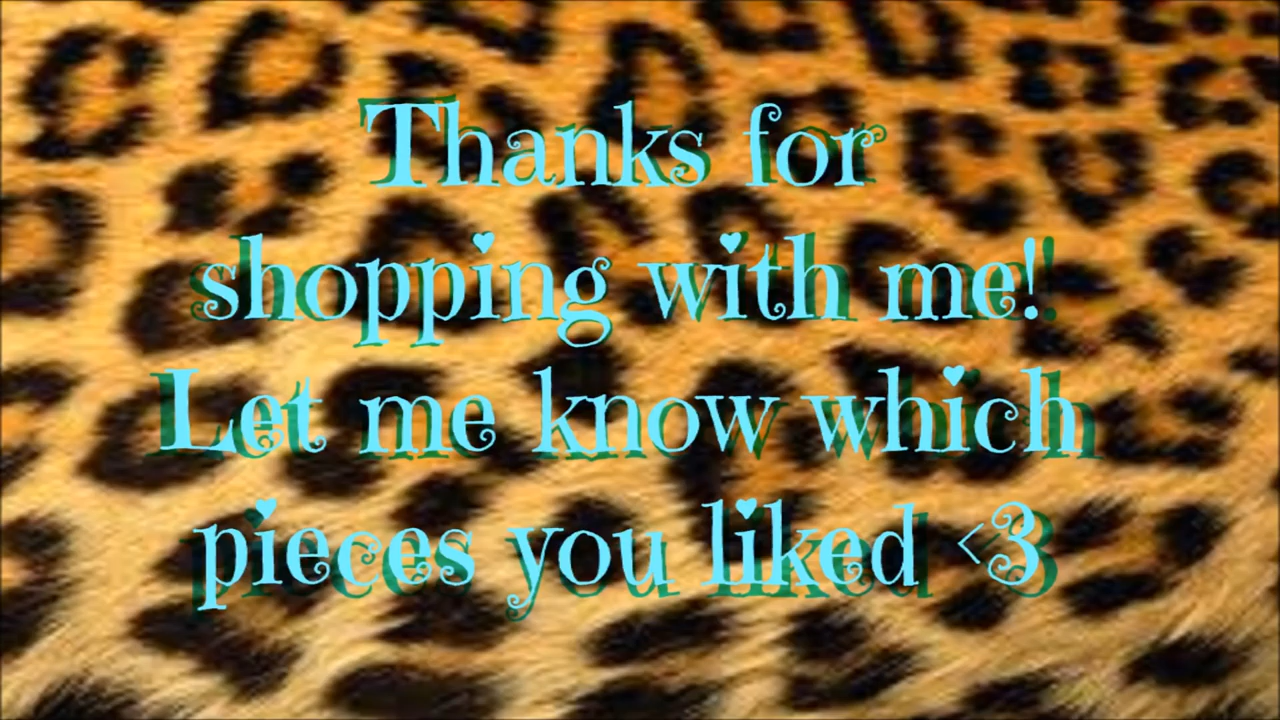 Thanks for
shopping with me!!
Let me know which
pieces you liked <3